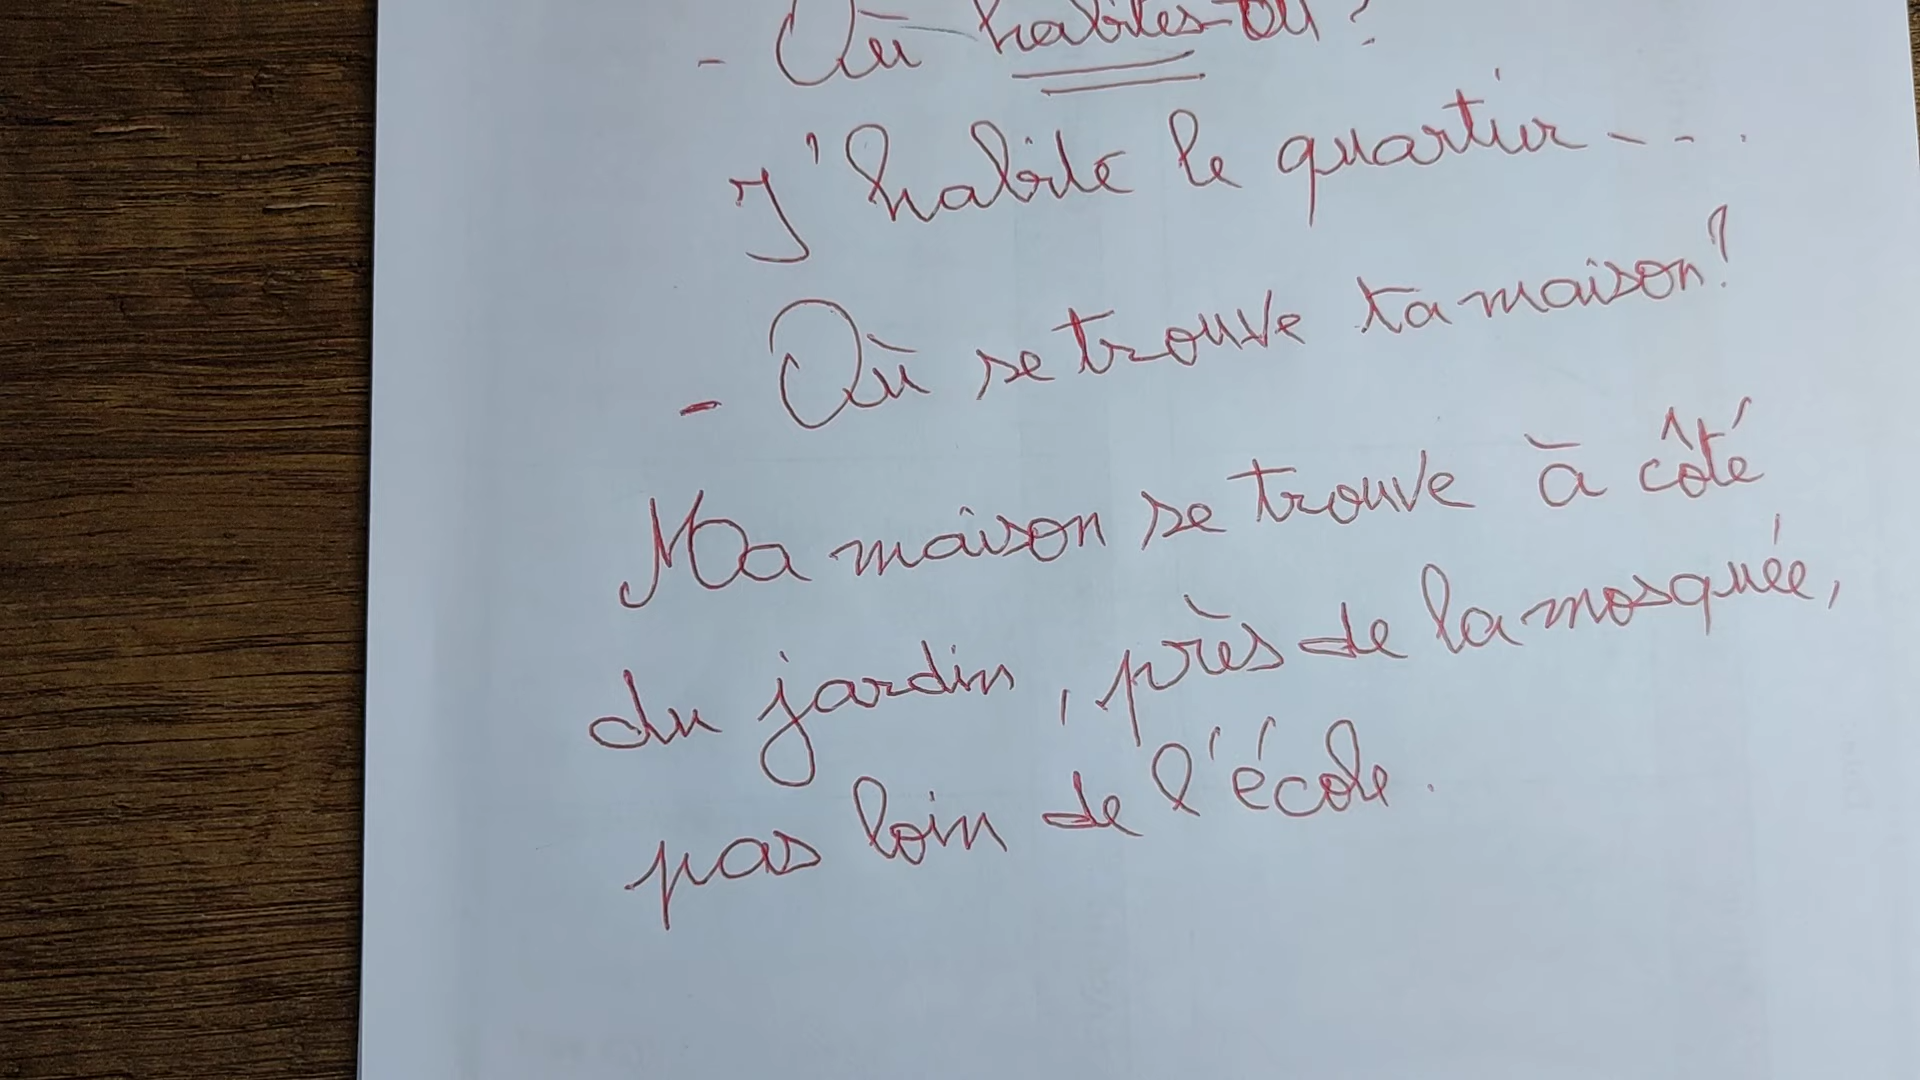 - Où habites-tu ?
J'habite le quartier - - .
- Où se trouve ta maison?
Ma maison se trouve à côté
du jardin, près de la mosquée,
pas loin de l'école.